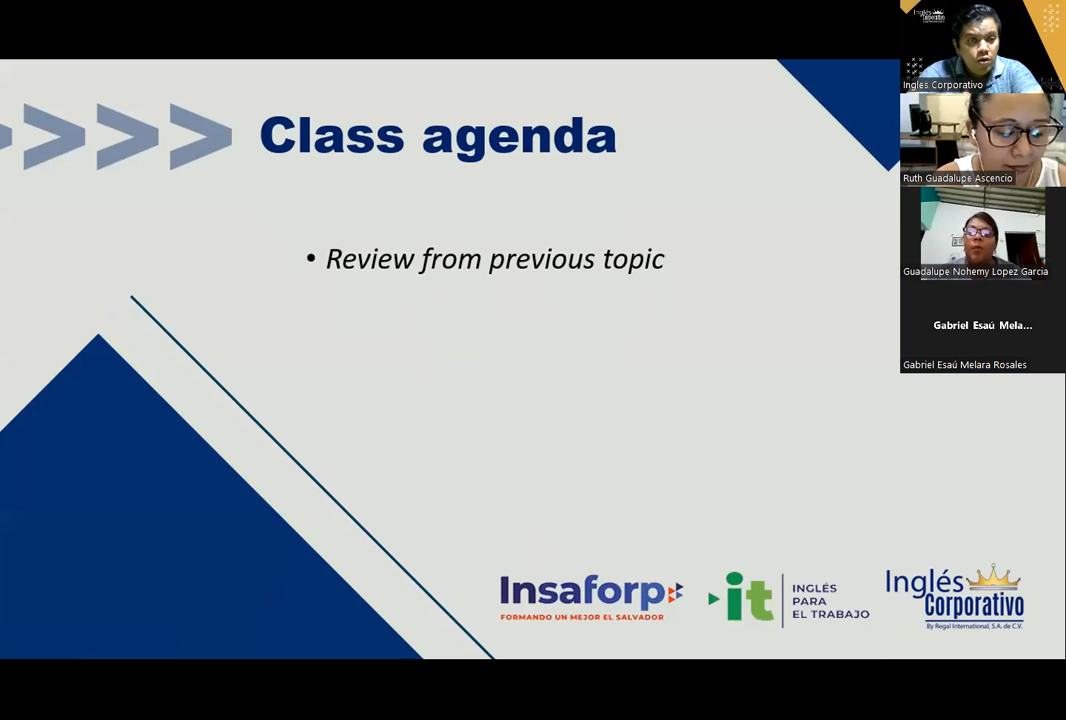 Class agenda
• Review from previous topic
Insaforp
FORMANDO UN MEJOR EL SALVADOR
it
INGLÉS
PARA
EL TRABAJO
Inglés
Corporativo
By Regal International, S.A. de C.V.
Inglés
Corporativo
Ingles Corporativo
Ruth Guadalupe Ascencio
Guadalupe Nohemy Lopez Garcia
Gabriel Esaú Mela...
Gabriel Esaú Melara Rosales